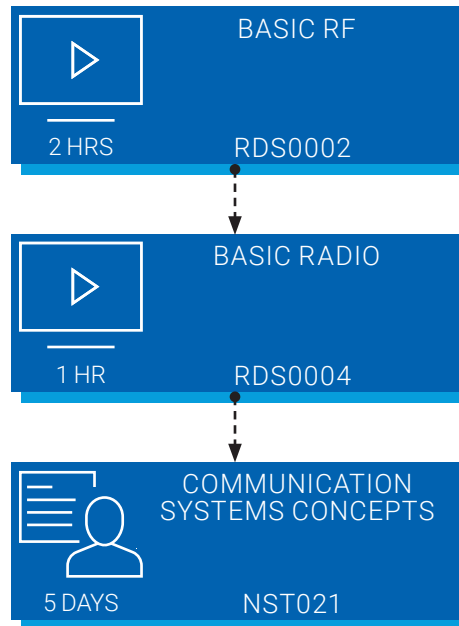 BASIC RF
2 HRS
RDS0002
BASIC RADIO
1 HR
RDS0004
COMMUNICATION
SYSTEMS CONCEPTS
5 DAYS
NST021